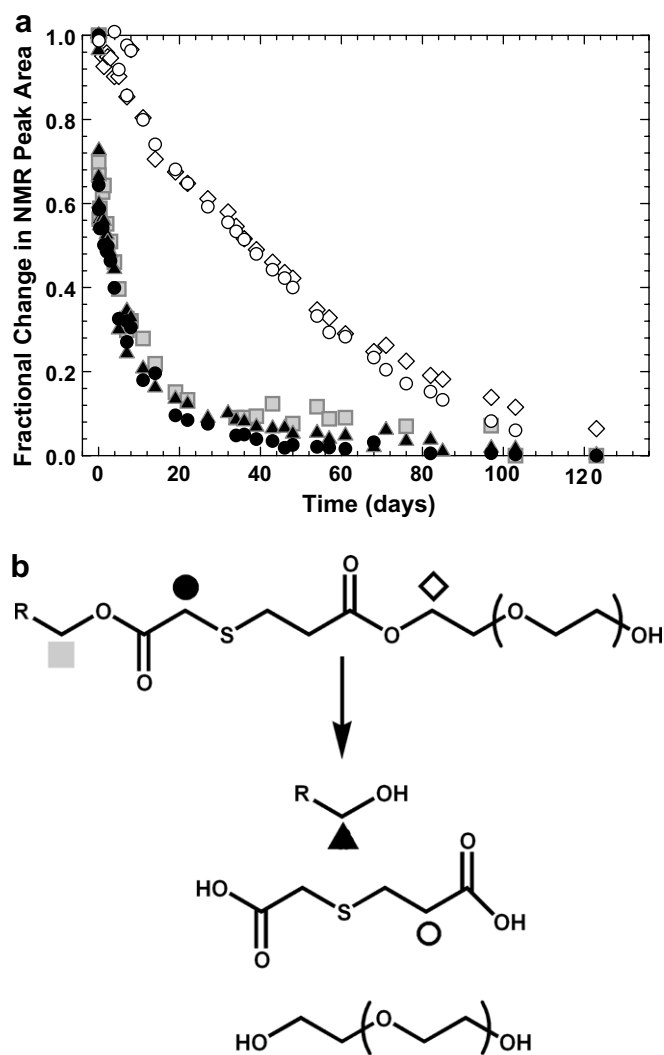 a
Fractional Change in NMR Peak Area
1.0
0.8
0.6
0.4
0.2
0.0
0 20 40 60 80 100 120
Time (days)
b
R O S O O OH
O O
R OH
HO S O OH
O
HO O OH